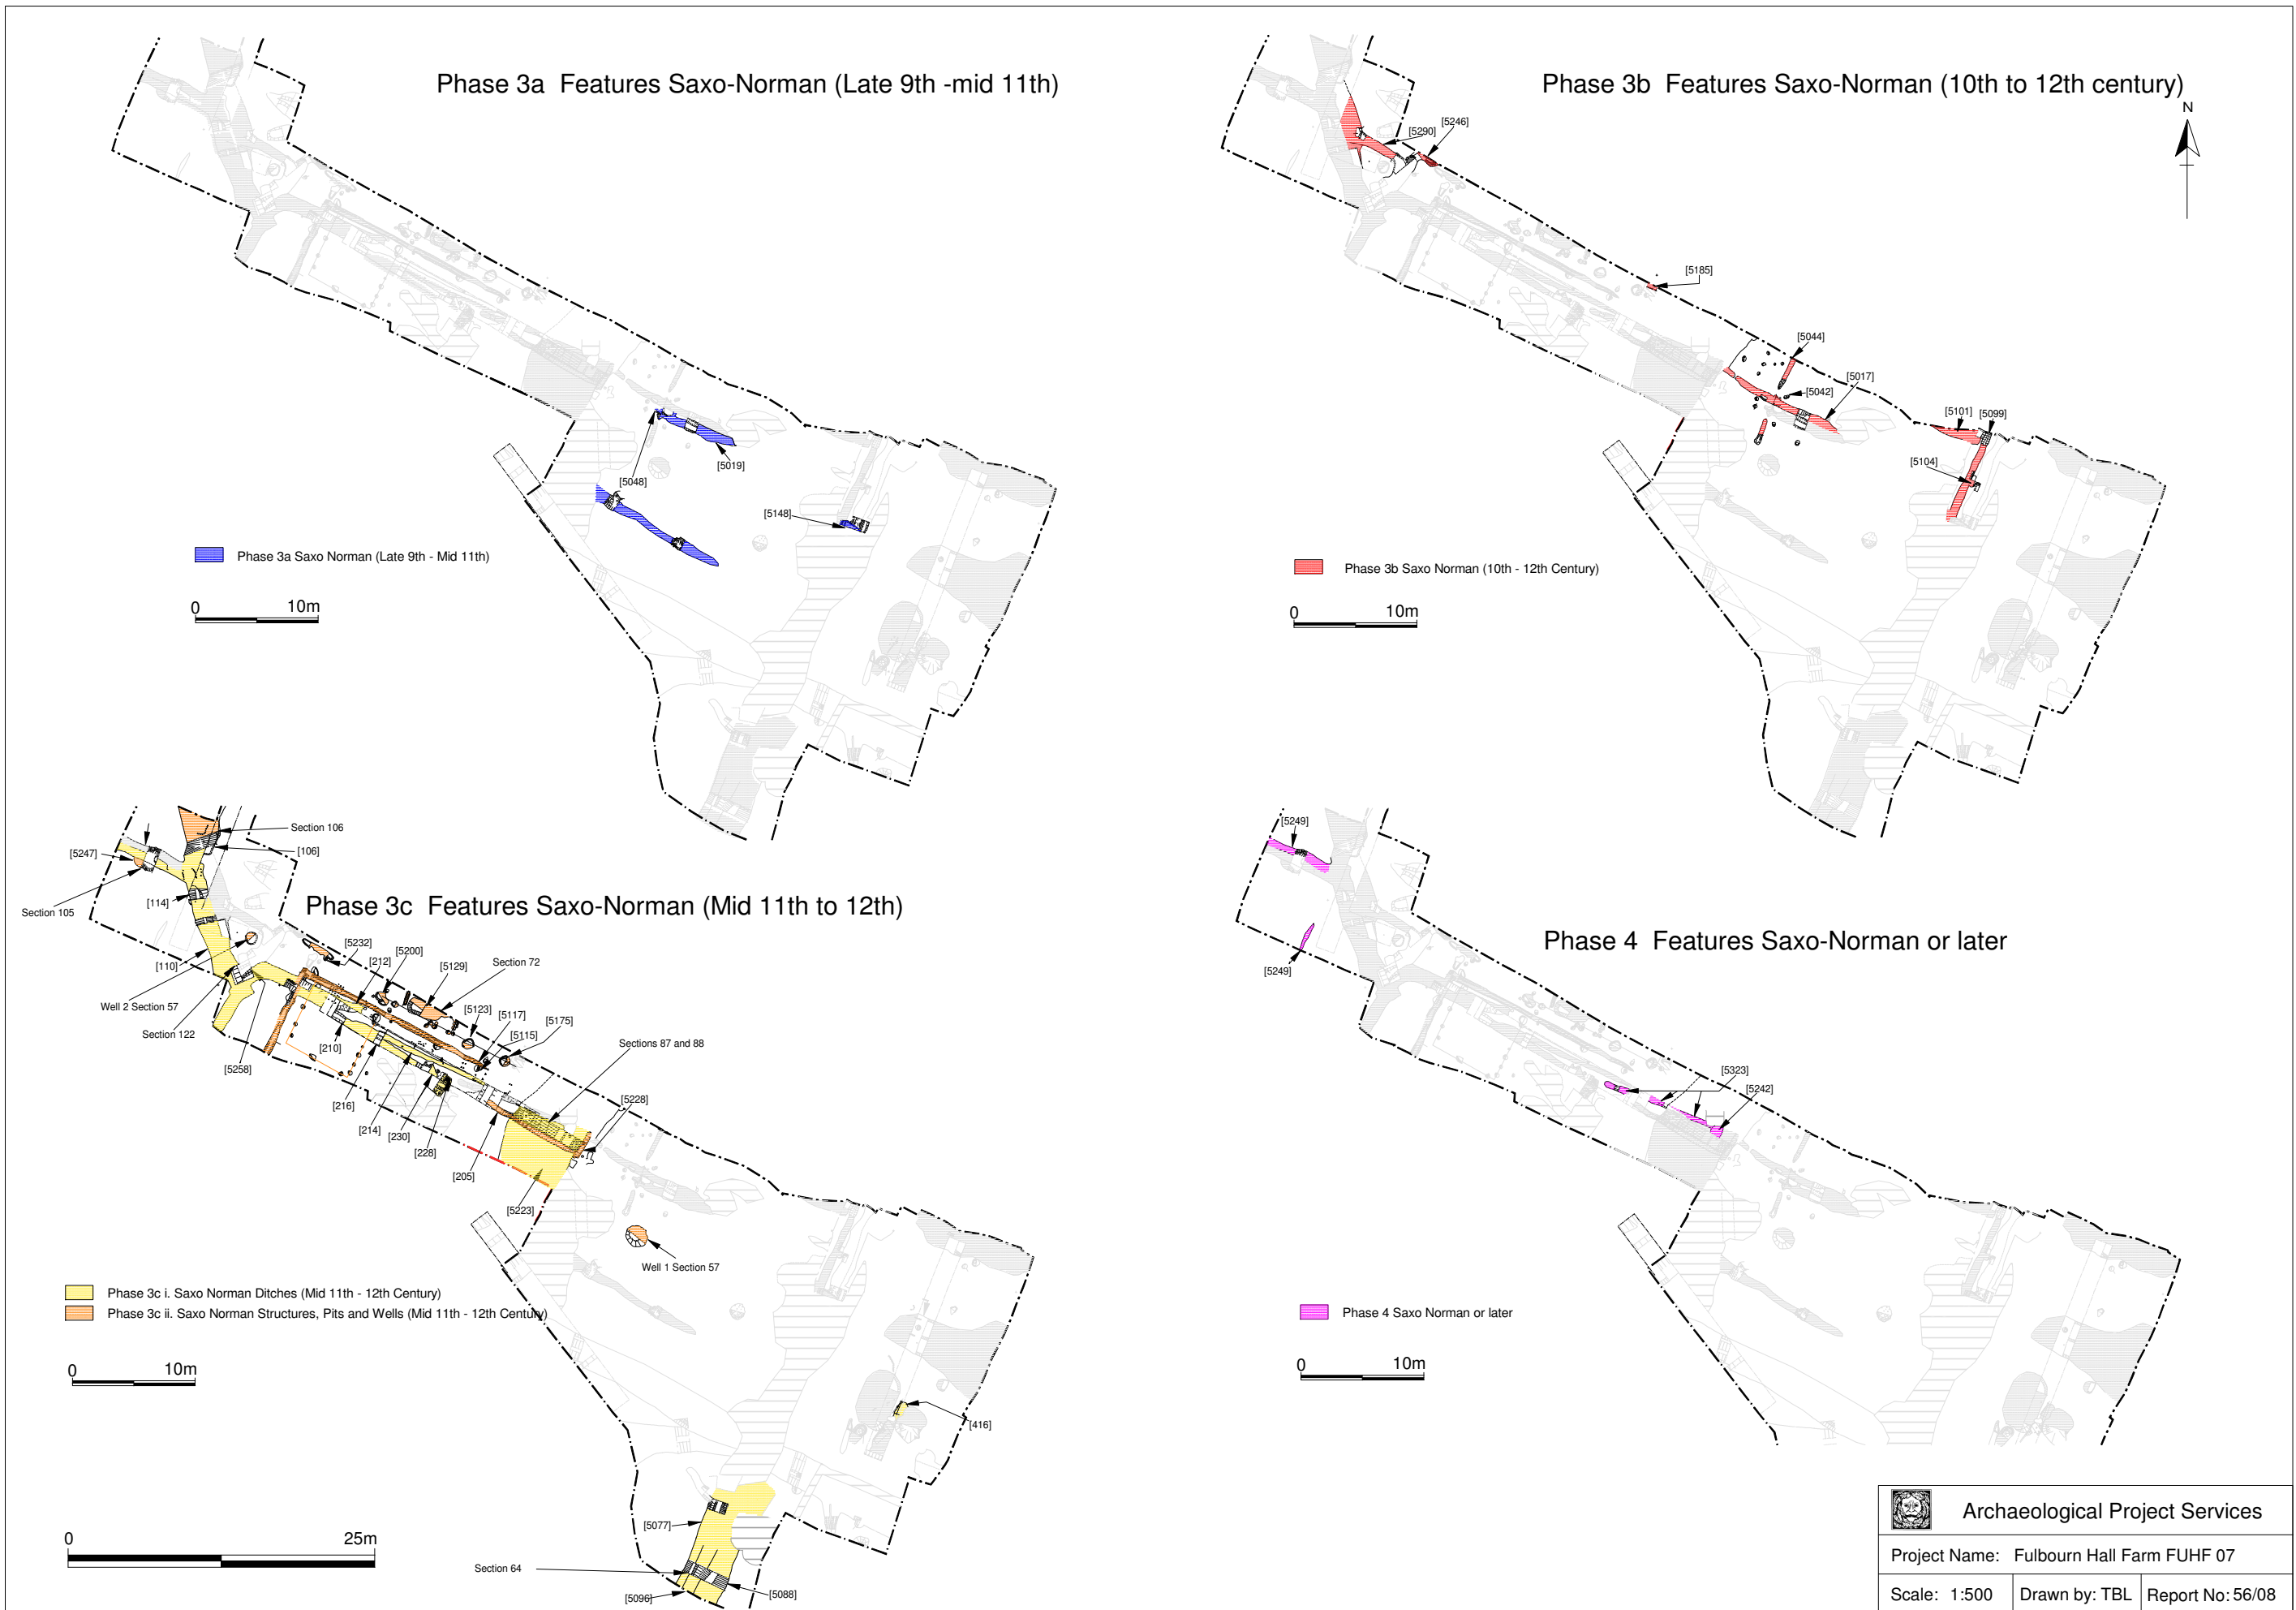 Phase 3a Features Saxo-Norman (Late 9th -mid 11th)
[5048]
[5019]
[5148]
Phase 3a Saxo Norman (Late 9th - Mid 11th)
0 10m
Phase 3b Features Saxo-Norman (10th to 12th century)
N
[5290]
[5246]
[5185]
[5044]
[5042]
[5017]
[5101]
[5099]
[5104]
Phase 3b Saxo Norman (10th - 12th Century)
0 10m
Phase 3c Features Saxo-Norman (Mid 11th to 12th)
Section 106
[106]
[5247]
Section 105
[114]
[110]
Well 2 Section 57
Section 122
[5258]
[5232]
[212]
[5200]
[5129]
Section 72
[5123]
[5117]
[5115]
[5175]
[210]
[216]
[214]
[230]
[228]
[205]
Sections 87 and 88
[5228]
[5223]
Well 1 Section 57
[416]
[5077]
Section 64
[5096]
[5088]
Phase 3c i. Saxo Norman Ditches (Mid 11th - 12th Century)
Phase 3c ii. Saxo Norman Structures, Pits and Wells (Mid 11th - 12th Century)
0 10m
0 25m
Phase 4 Features Saxo-Norman or later
[5249]
[5249]
[5323]
[5242]
Phase 4 Saxo Norman or later
0 10m
Archaeological Project Services
Project Name: Fulbourn Hall Farm FUHF 07
Scale: 1:500 Drawn by: TBL Report No: 56/08